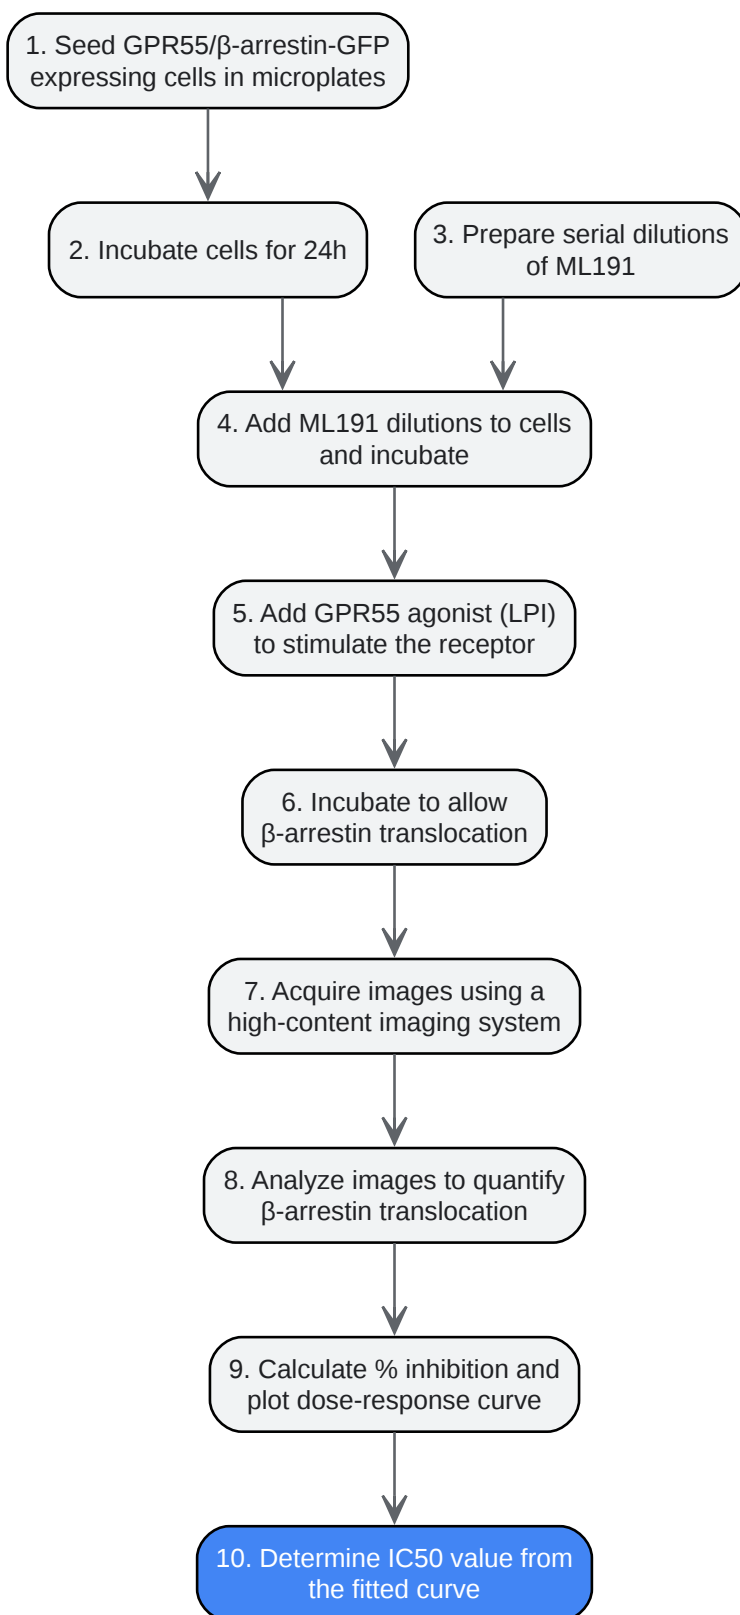 1. Seed GPR55/β-arrestin-GFP
expressing cells in microplates
2. Incubate cells for 24h
3. Prepare serial dilutions
of ML191
4. Add ML191 dilutions to cells
and incubate
5. Add GPR55 agonist (LPI)
to stimulate the receptor
6. Incubate to allow
β-arrestin translocation
7. Acquire images using a
high-content imaging system
8. Analyze images to quantify
β-arrestin translocation
9. Calculate % inhibition and
plot dose-response curve
10. Determine IC50 value from
the fitted curve